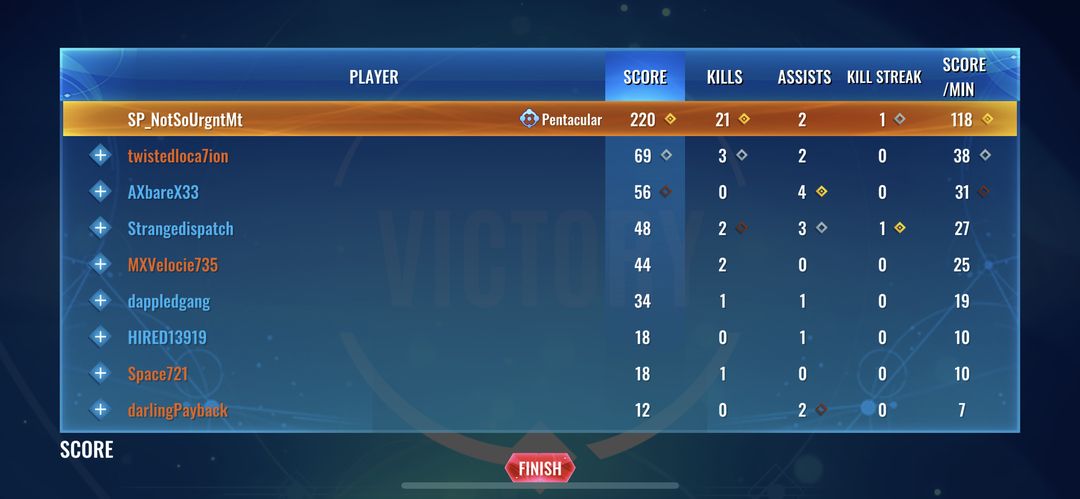 PLAYER SCORE KILLS ASSISTS KILL STREAK SCORE /MIN
SP_NotSoUrgntMt Pentacular 220 21 2 1 118
twistedloca7ion 69 3 2 0 38
AXbareX33 56 0 4 0 31
Strangedispatch 48 2 3 1 27
MXVelocie735 44 2 0 0 25
dappledgang 34 1 1 0 19
HIRED13919 18 0 1 0 10
Space721 18 1 0 0 10
darlingPayback 12 0 2 0 7
VICTORY
SCORE
FINISH